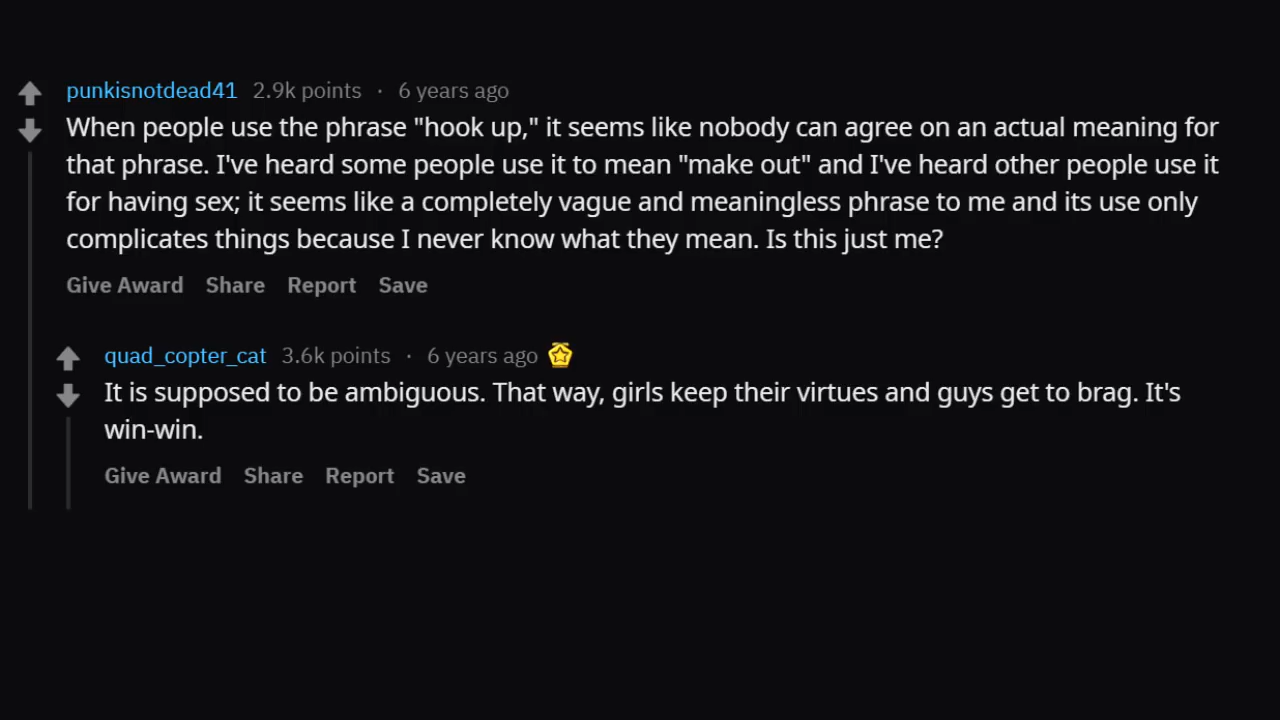 punkisnotdead41 2.9k points · 6 years ago
When people use the phrase "hook up," it seems like nobody can agree on an actual meaning for
that phrase. I've heard some people use it to mean "make out" and I've heard other people use it
for having sex; it seems like a completely vague and meaningless phrase to me and its use only
complicates things because I never know what they mean. Is this just me?
Give Award Share Report Save
quad_copter_cat 3.6k points · 6 years ago
It is supposed to be ambiguous. That way, girls keep their virtues and guys get to brag. It's
win-win.
Give Award Share Report Save